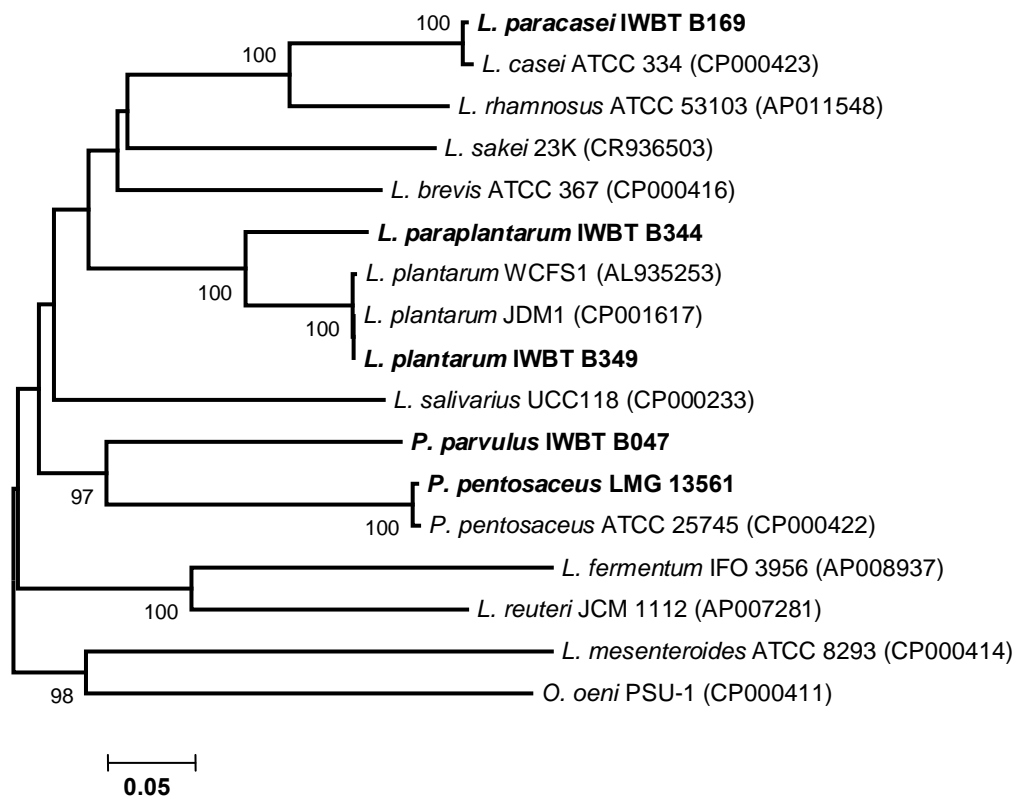 100
L. paracasei IWBT B169
L. casei ATCC 334 (CP000423)
100
L. rhamnosus ATCC 53103 (AP011548)
L. sakei 23K (CR936503)
L. brevis ATCC 367 (CP000416)
L. paraplantarum IWBT B344
L. plantarum WCFS1 (AL935253)
100
L. plantarum JDM1 (CP001617)
100
L. plantarum IWBT B349
L. salivarius UCC118 (CP000233)
P. parvulus IWBT B047
P. pentosaceus LMG 13561
97
100
P. pentosaceus ATCC 25745 (CP000422)
L. fermentum IFO 3956 (AP008937)
100
L. reuteri JCM 1112 (AP007281)
L. mesenteroides ATCC 8293 (CP000414)
98
O. oeni PSU-1 (CP000411)
0.05